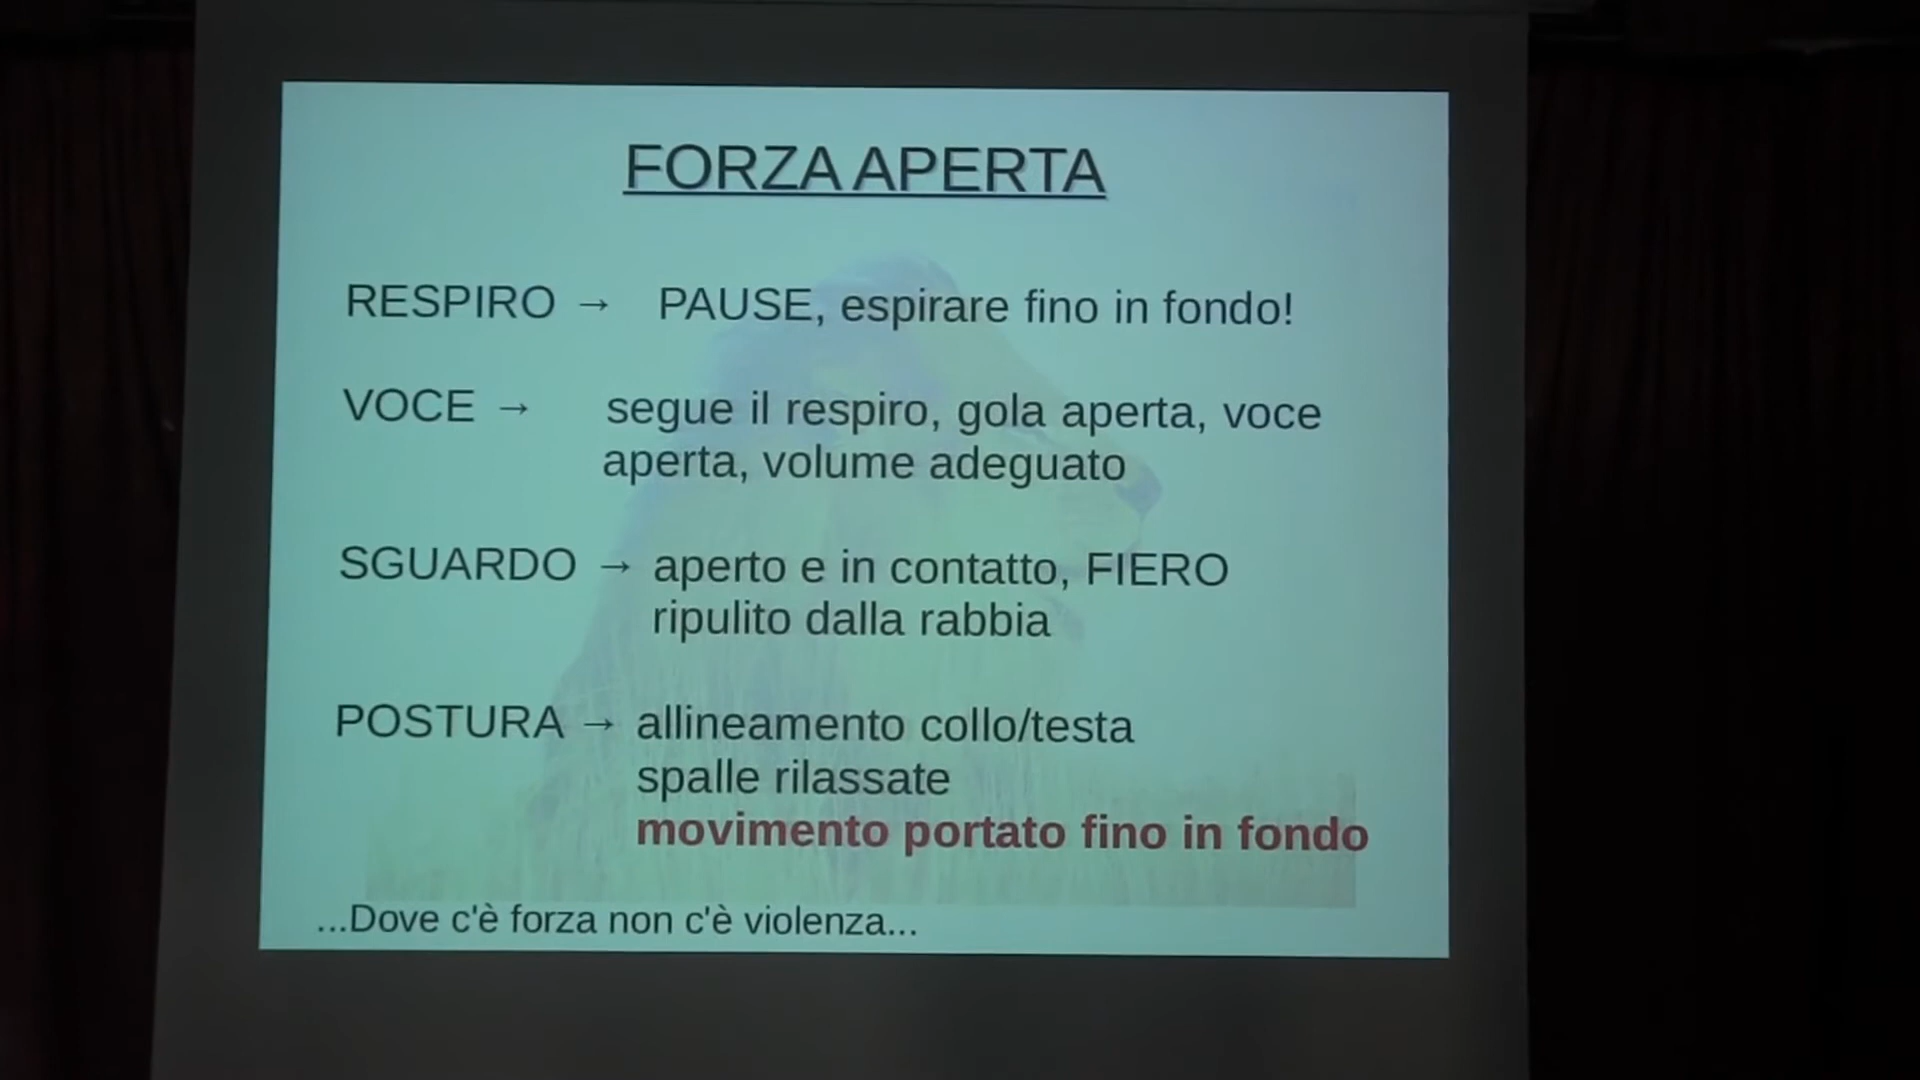 FORZA APERTA
RESPIRO → PAUSE, espirare fino in fondo!
VOCE → segue il respiro, gola aperta, voce
aperta, volume adeguato
SGUARDO → aperto e in contatto, FIERO
ripulito dalla rabbia
POSTURA → allineamento collo/testa
spalle rilassate
movimento portato fino in fondo
...Dove c'è forza non c'è violenza...